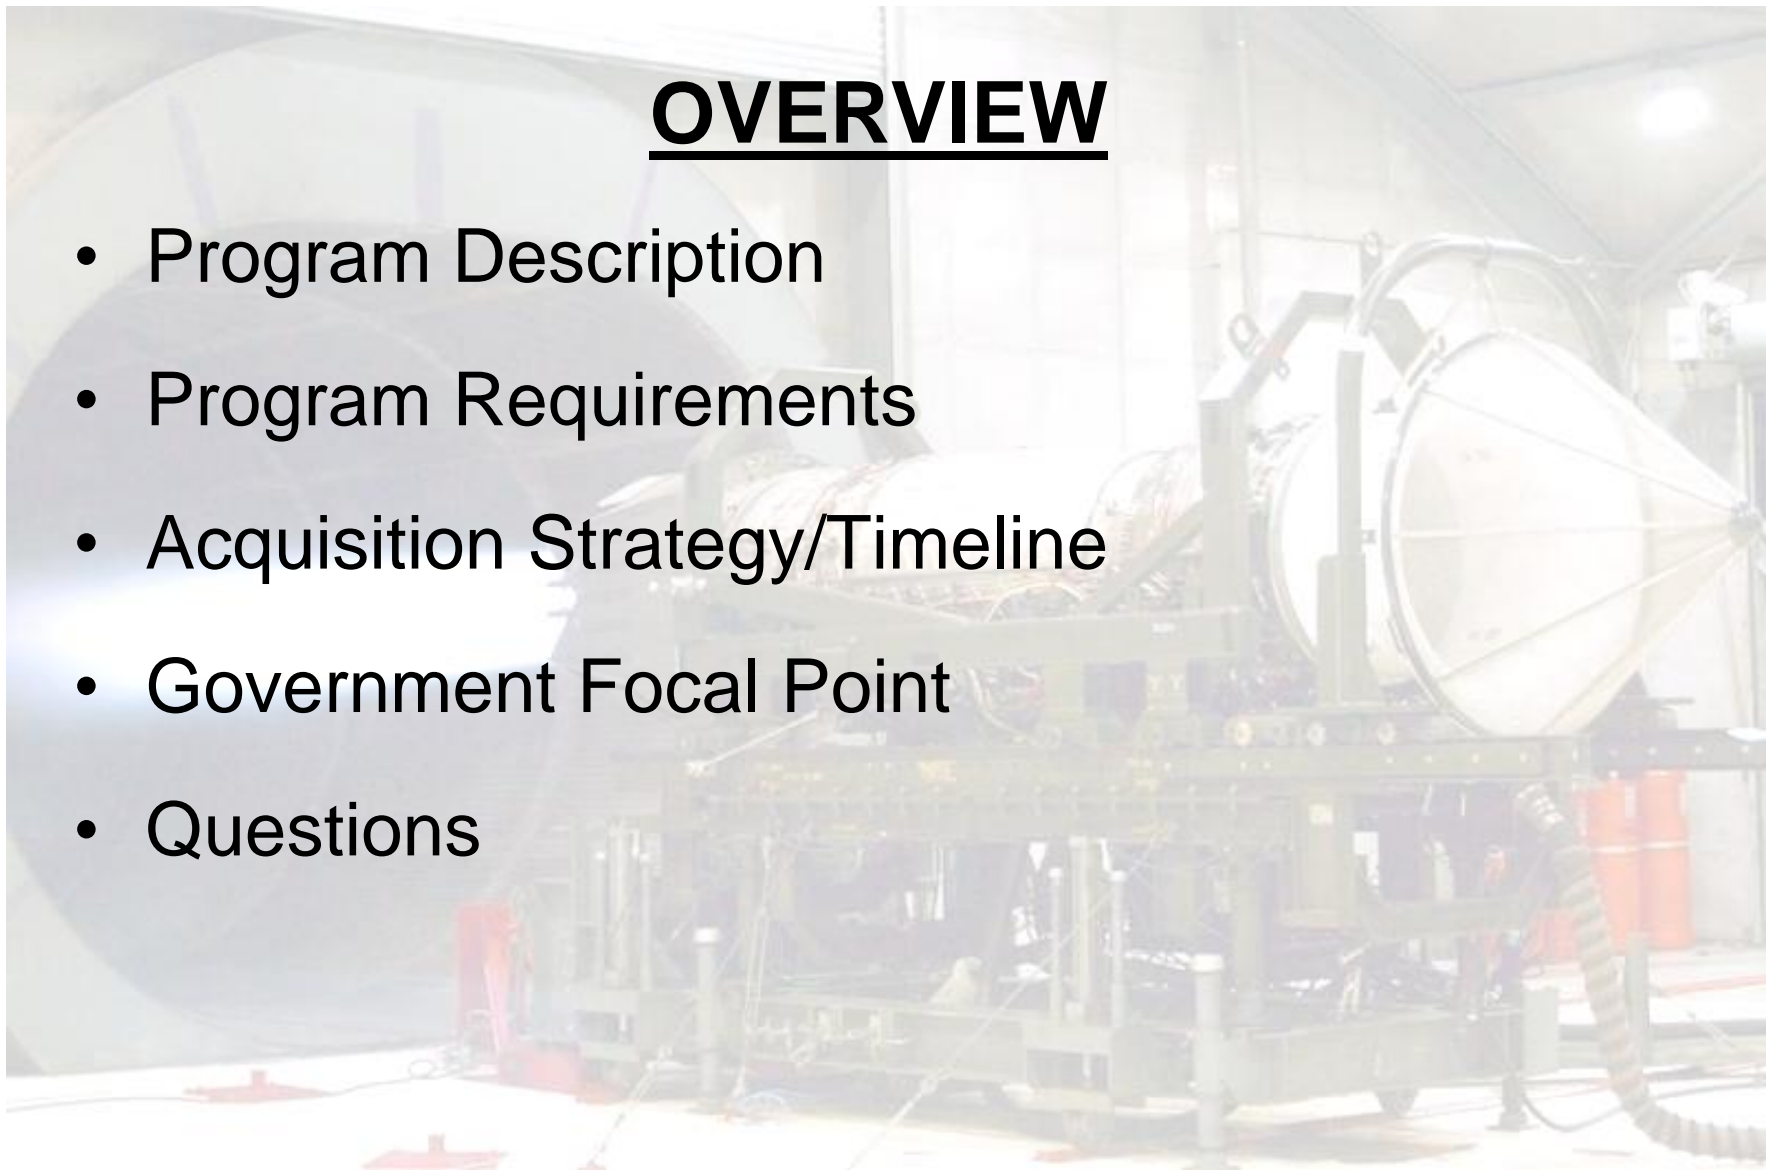 OVERVIEW
• Program Description
• Program Requirements
• Acquisition Strategy/Timeline
• Government Focal Point
• Questions